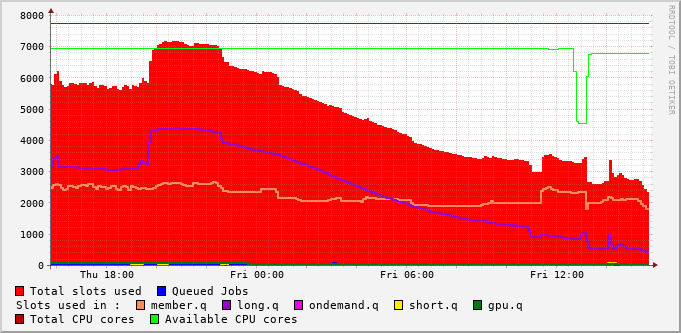 8000
7000
6000
5000
4000
3000
2000
1000
0
Thu 18:00 Fri 00:00 Fri 06:00 Fri 12:00
Total slots used Queued Jobs
Slots used in : member.q long.q ondemand.q short.q gpu.q
Total CPU cores Available CPU cores
RRDTOOL / TOBI OETIKER